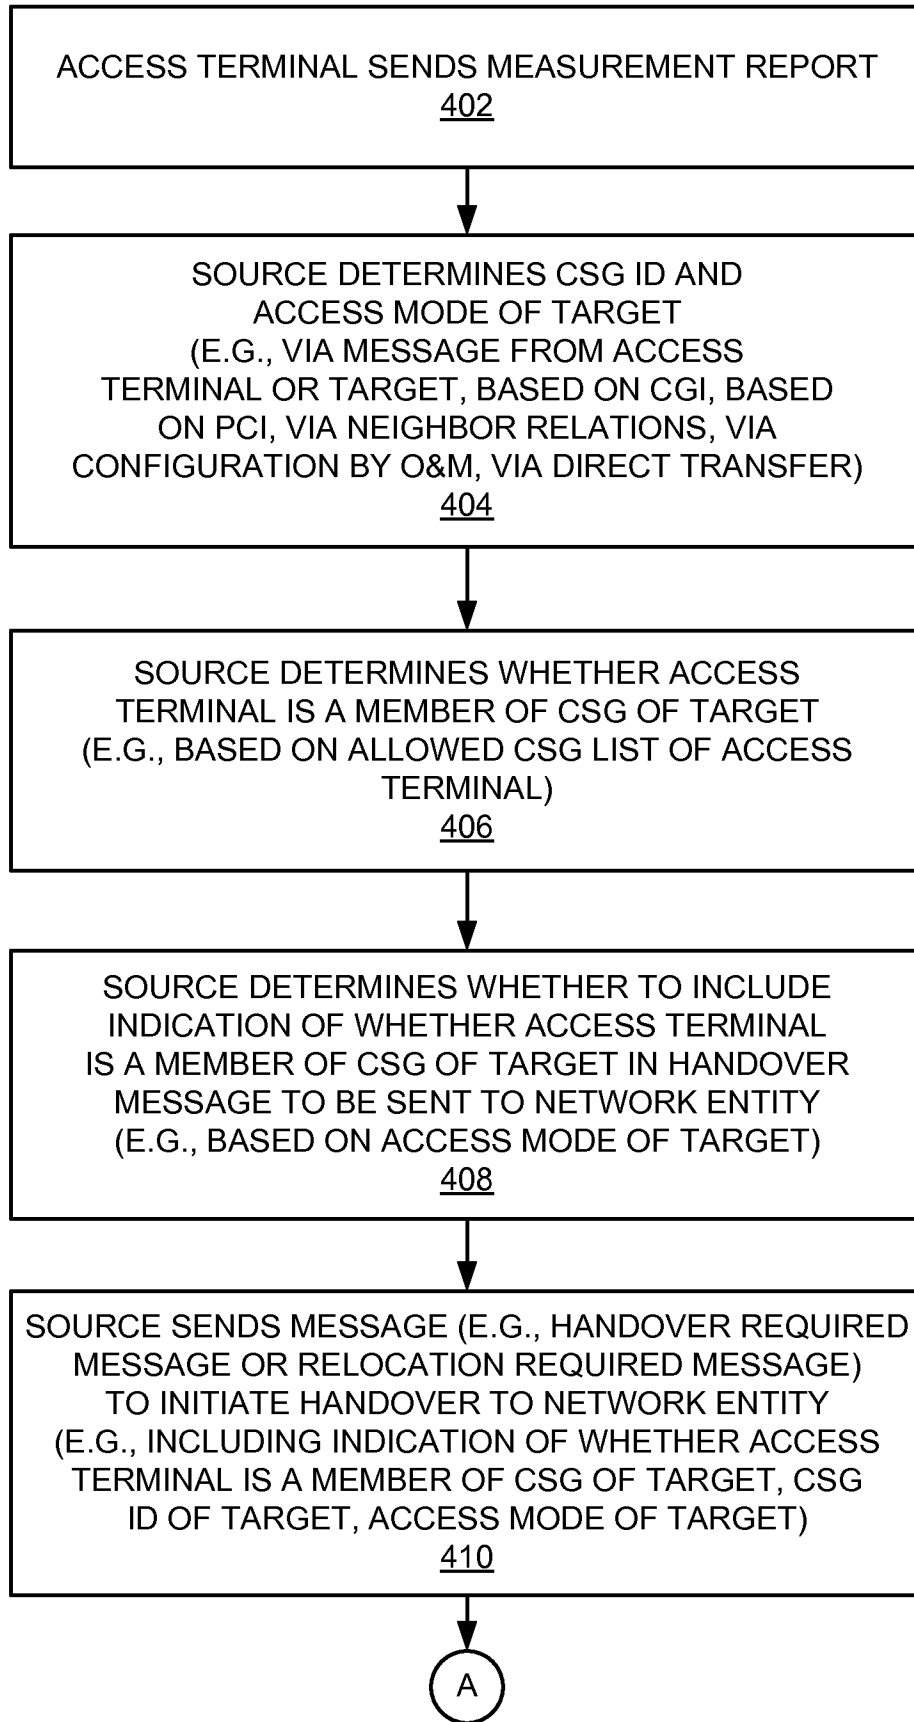 ACCESS TERMINAL SENDS MEASUREMENT REPORT
402
SOURCE DETERMINES CSG ID AND
ACCESS MODE OF TARGET
(E.G., VIA MESSAGE FROM ACCESS
TERMINAL OR TARGET, BASED ON CGI, BASED
ON PCI, VIA NEIGHBOR RELATIONS, VIA
CONFIGURATION BY O&M, VIA DIRECT TRANSFER)
404
SOURCE DETERMINES WHETHER ACCESS
TERMINAL IS A MEMBER OF CSG OF TARGET
(E.G., BASED ON ALLOWED CSG LIST OF ACCESS
TERMINAL)
406
SOURCE DETERMINES WHETHER TO INCLUDE
INDICATION OF WHETHER ACCESS TERMINAL
IS A MEMBER OF CSG OF TARGET IN HANDOVER
MESSAGE TO BE SENT TO NETWORK ENTITY
(E.G., BASED ON ACCESS MODE OF TARGET)
408
SOURCE SENDS MESSAGE (E.G., HANDOVER REQUIRED
MESSAGE OR RELOCATION REQUIRED MESSAGE)
TO INITIATE HANDOVER TO NETWORK ENTITY
(E.G., INCLUDING INDICATION OF WHETHER ACCESS
TERMINAL IS A MEMBER OF CSG OF TARGET, CSG
ID OF TARGET, ACCESS MODE OF TARGET)
410
A